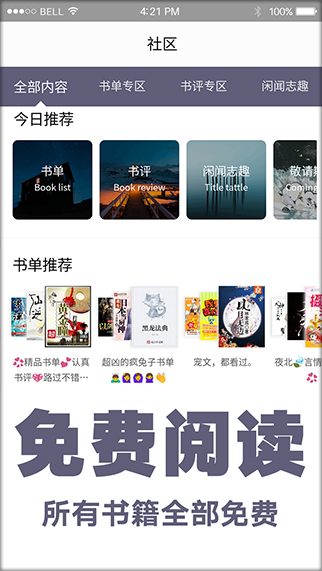 BELL 4:21 PM 100%
社区
全部内容 书单专区 书评专区 闲闻志趣
今日推荐
书单 书评 闲闻志趣 敬请期
Book list Book review Title tattle Coming
书单推荐
黄金瞳 黑龙法典
精品书单💕认真 超凶的疯兔子书单 宠文，都看过。 夜北 言情
书评💖路过不错…
免费阅读
所有书籍全部免费